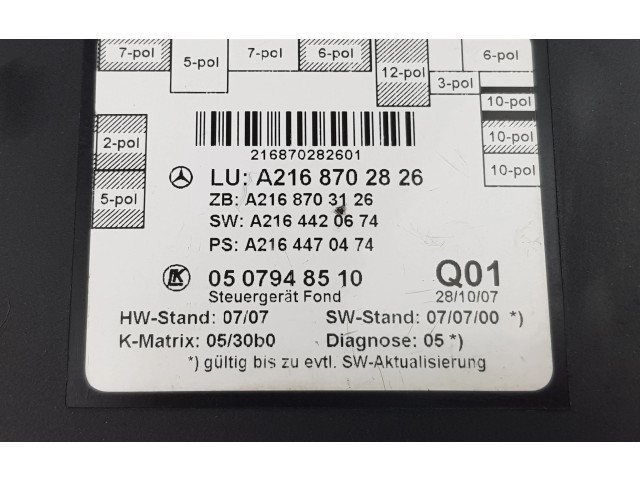 7-pol 5-pol 7-pol 6-pol 12-pol 3-pol 6-pol
10-pol
2-pol 10-pol
5-pol 10-pol
216870282601
LU: A216 870 28 26
ZB: A216 870 31 26
SW: A216 442 06 74
PS: A216 447 04 74
LK 05 0794 85 10 Q01
Steuergerät Fond 28/10/07
HW-Stand: 07/07 SW-Stand: 07/07/00 *)
K-Matrix: 05/30b0 Diagnose: 05 *)
*) gültig bis zu evtl. SW-Aktualisierung